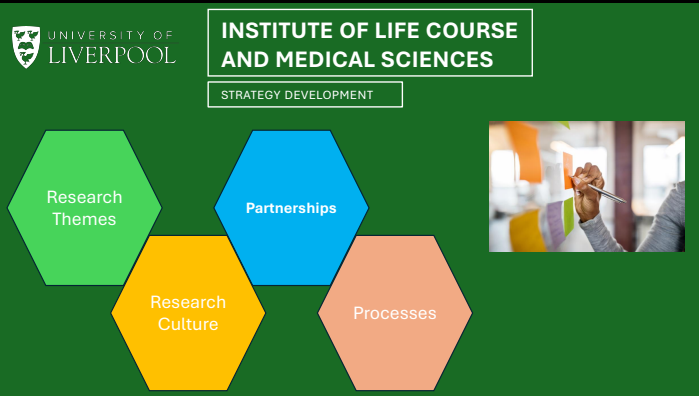 UNIVERSITY OF
LIVERPOOL
INSTITUTE OF LIFE COURSE
AND MEDICAL SCIENCES
STRATEGY DEVELOPMENT
Research
Themes
Partnerships
Research
Culture
Processes